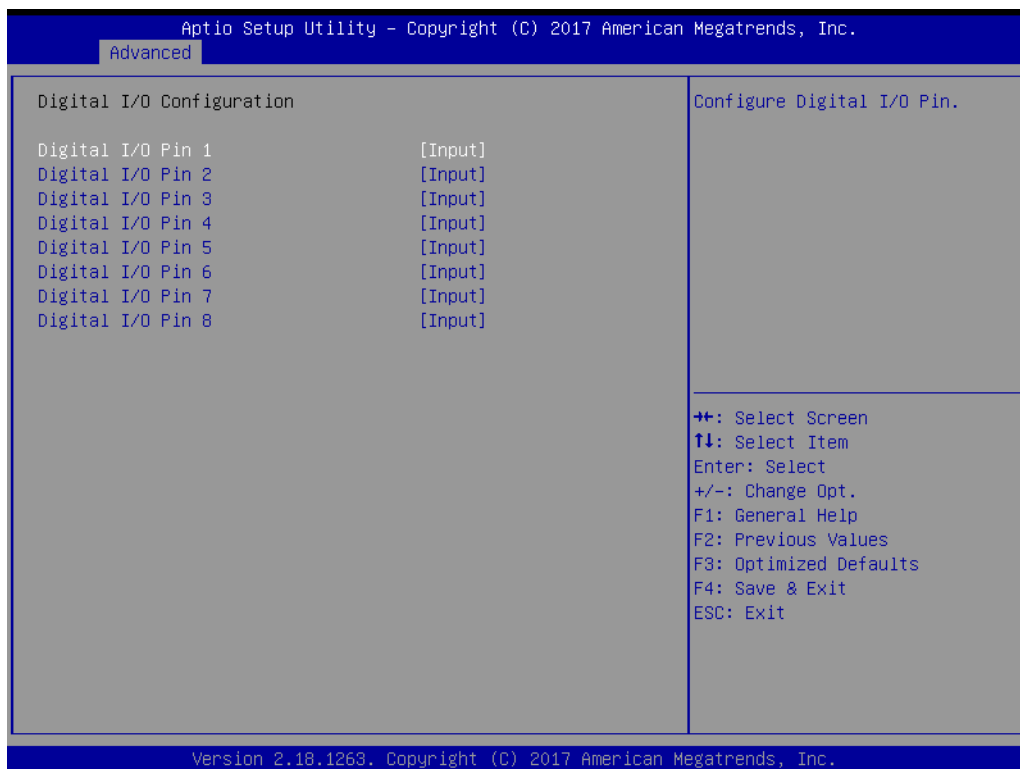 Aptio Setup Utility – Copyright (C) 2017 American Megatrends, Inc.
Advanced
Digital I/O Configuration
Digital I/O Pin 1 [Input]
Digital I/O Pin 2 [Input]
Digital I/O Pin 3 [Input]
Digital I/O Pin 4 [Input]
Digital I/O Pin 5 [Input]
Digital I/O Pin 6 [Input]
Digital I/O Pin 7 [Input]
Digital I/O Pin 8 [Input]
Configure Digital I/O Pin.
→←: Select Screen
↑↓: Select Item
Enter: Select
+/-: Change Opt.
F1: General Help
F2: Previous Values
F3: Optimized Defaults
F4: Save & Exit
ESC: Exit
Version 2.18.1263. Copyright (C) 2017 American Megatrends, Inc.